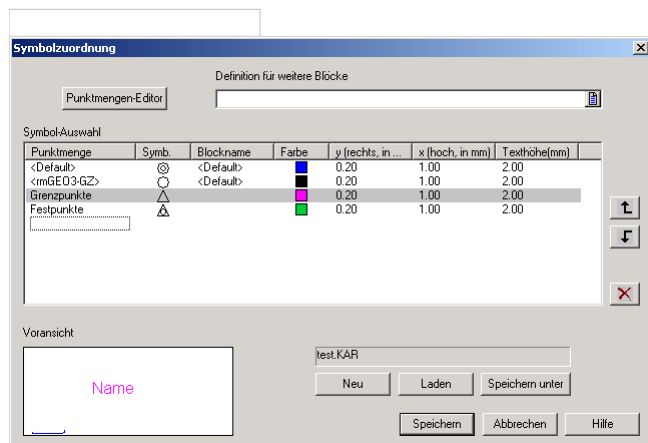 Symbolzuordnung
Definition für weitere Blöcke
Punktmengen-Editor
Symbol-Auswahl
Punktmenge Symb. Blockname Farbe y (rechts, in ... x (hoch, in mm) Texthöhe(mm)
<Default> <Default> 0.20 1.00 2.00
<rmGEO3-GZ> <Default> 0.20 1.00 2.00
Grenzpunkte 0.20 1.00 2.00
Festpunkte 0.20 1.00 2.00
Voransicht
Name
test.KAR
Neu Laden Speichern unter
Speichern Abbrechen Hilfe